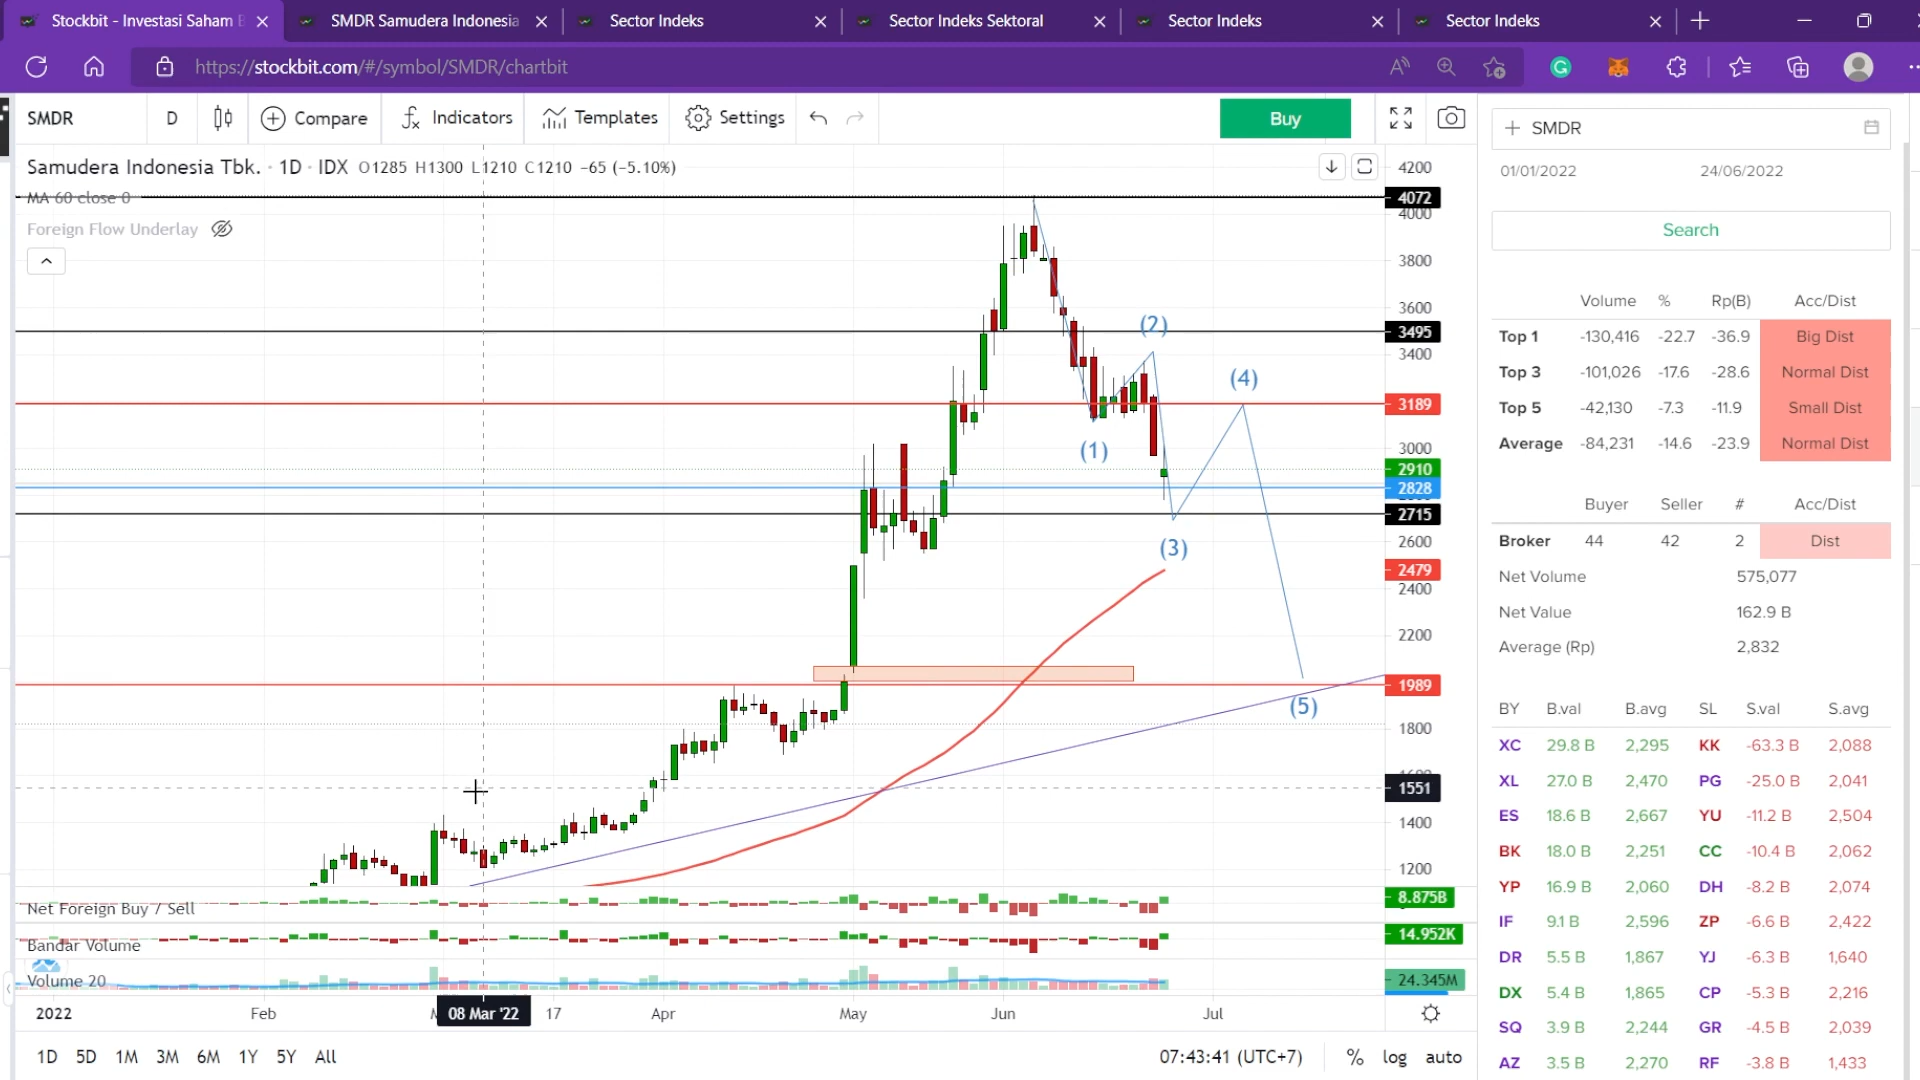 Stockbit - Investasi Saham B
SMDR Samudera Indonesia
Sector Indeks
Sector Indeks Sektoral
Sector Indeks
Sector Indeks
https://stockbit.com/#/symbol/SMDR/chartbit
SMDR D Compare Indicators Templates Settings Buy
Samudera Indonesia Tbk. · 1D · IDX O1285 H1300 L1210 C1210 -65 (-5.10%)
MA 60 close 0
Foreign Flow Underlay
4200
4072
4000
3800
3600
3495
3400
3189
3000
2910
2828
2715
2600
2479
2400
2200
1989
1800
1551
1400
1200
(1)
(2)
(3)
(4)
(5)
Net Foreign Buy / Sell 8.875B
Bandar Volume 14.952K
Volume 20 24.345M
2022 Feb 08 Mar '22 17 Apr May Jun Jul
1D 5D 1M 3M 6M 1Y 5Y All
07:43:41 (UTC+7) % log auto
SMDR
01/01/2022 24/06/2022
Search
Volume % Rp(B) Acc/Dist
Top 1 -130,416 -22.7 -36.9 Big Dist
Top 3 -101,026 -17.6 -28.6 Normal Dist
Top 5 -42,130 -7.3 -11.9 Small Dist
Average -84,231 -14.6 -23.9 Normal Dist
Buyer Seller # Acc/Dist
Broker 44 42 2 Dist
Net Volume 575,077
Net Value 162.9 B
Average (Rp) 2,832
BY B.val B.avg SL S.val S.avg
XC 29.8 B 2,295 KK -63.3 B 2,088
XL 27.0 B 2,470 PG -25.0 B 2,041
ES 18.6 B 2,667 YU -11.2 B 2,504
BK 18.0 B 2,251 CC -10.4 B 2,062
YP 16.9 B 2,060 DH -8.2 B 2,074
IF 9.1 B 2,596 ZP -6.6 B 2,422
DR 5.5 B 1,867 YJ -6.3 B 1,640
DX 5.4 B 1,865 CP -5.3 B 2,216
SQ 3.9 B 2,244 GR -4.5 B 2,039
AZ 3.5 B 2,270 RF -3.8 B 1,433